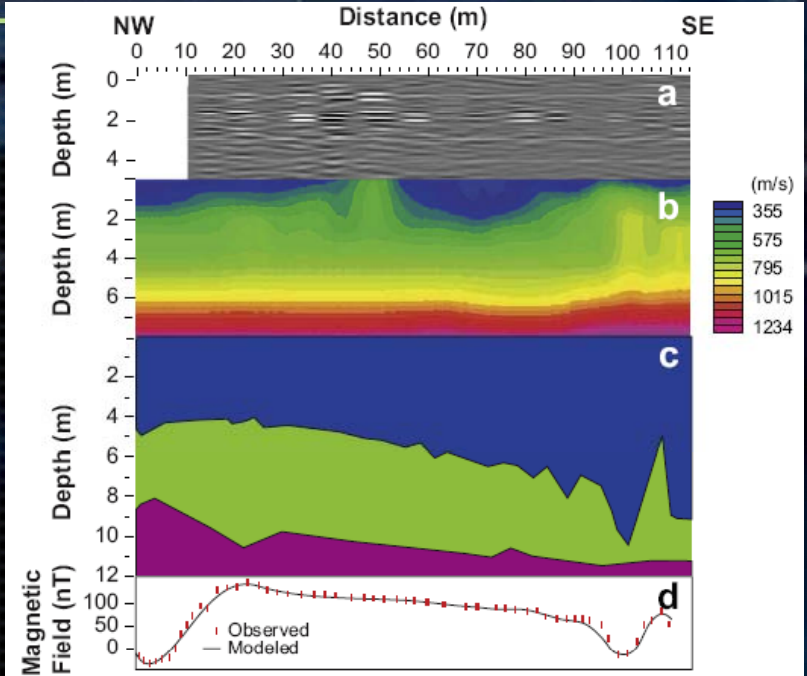 Distance (m)
NW SE
0 10 20 30 40 50 60 70 80 90 100 110
Depth (m)
0
2
4
a
Depth (m)
2
4
6
b
(m/s)
355
575
795
1015
1234
Depth (m)
2
4
6
8
10
12
c
Magnetic
Field (nT)
100
50
0
d
Observed
Modeled